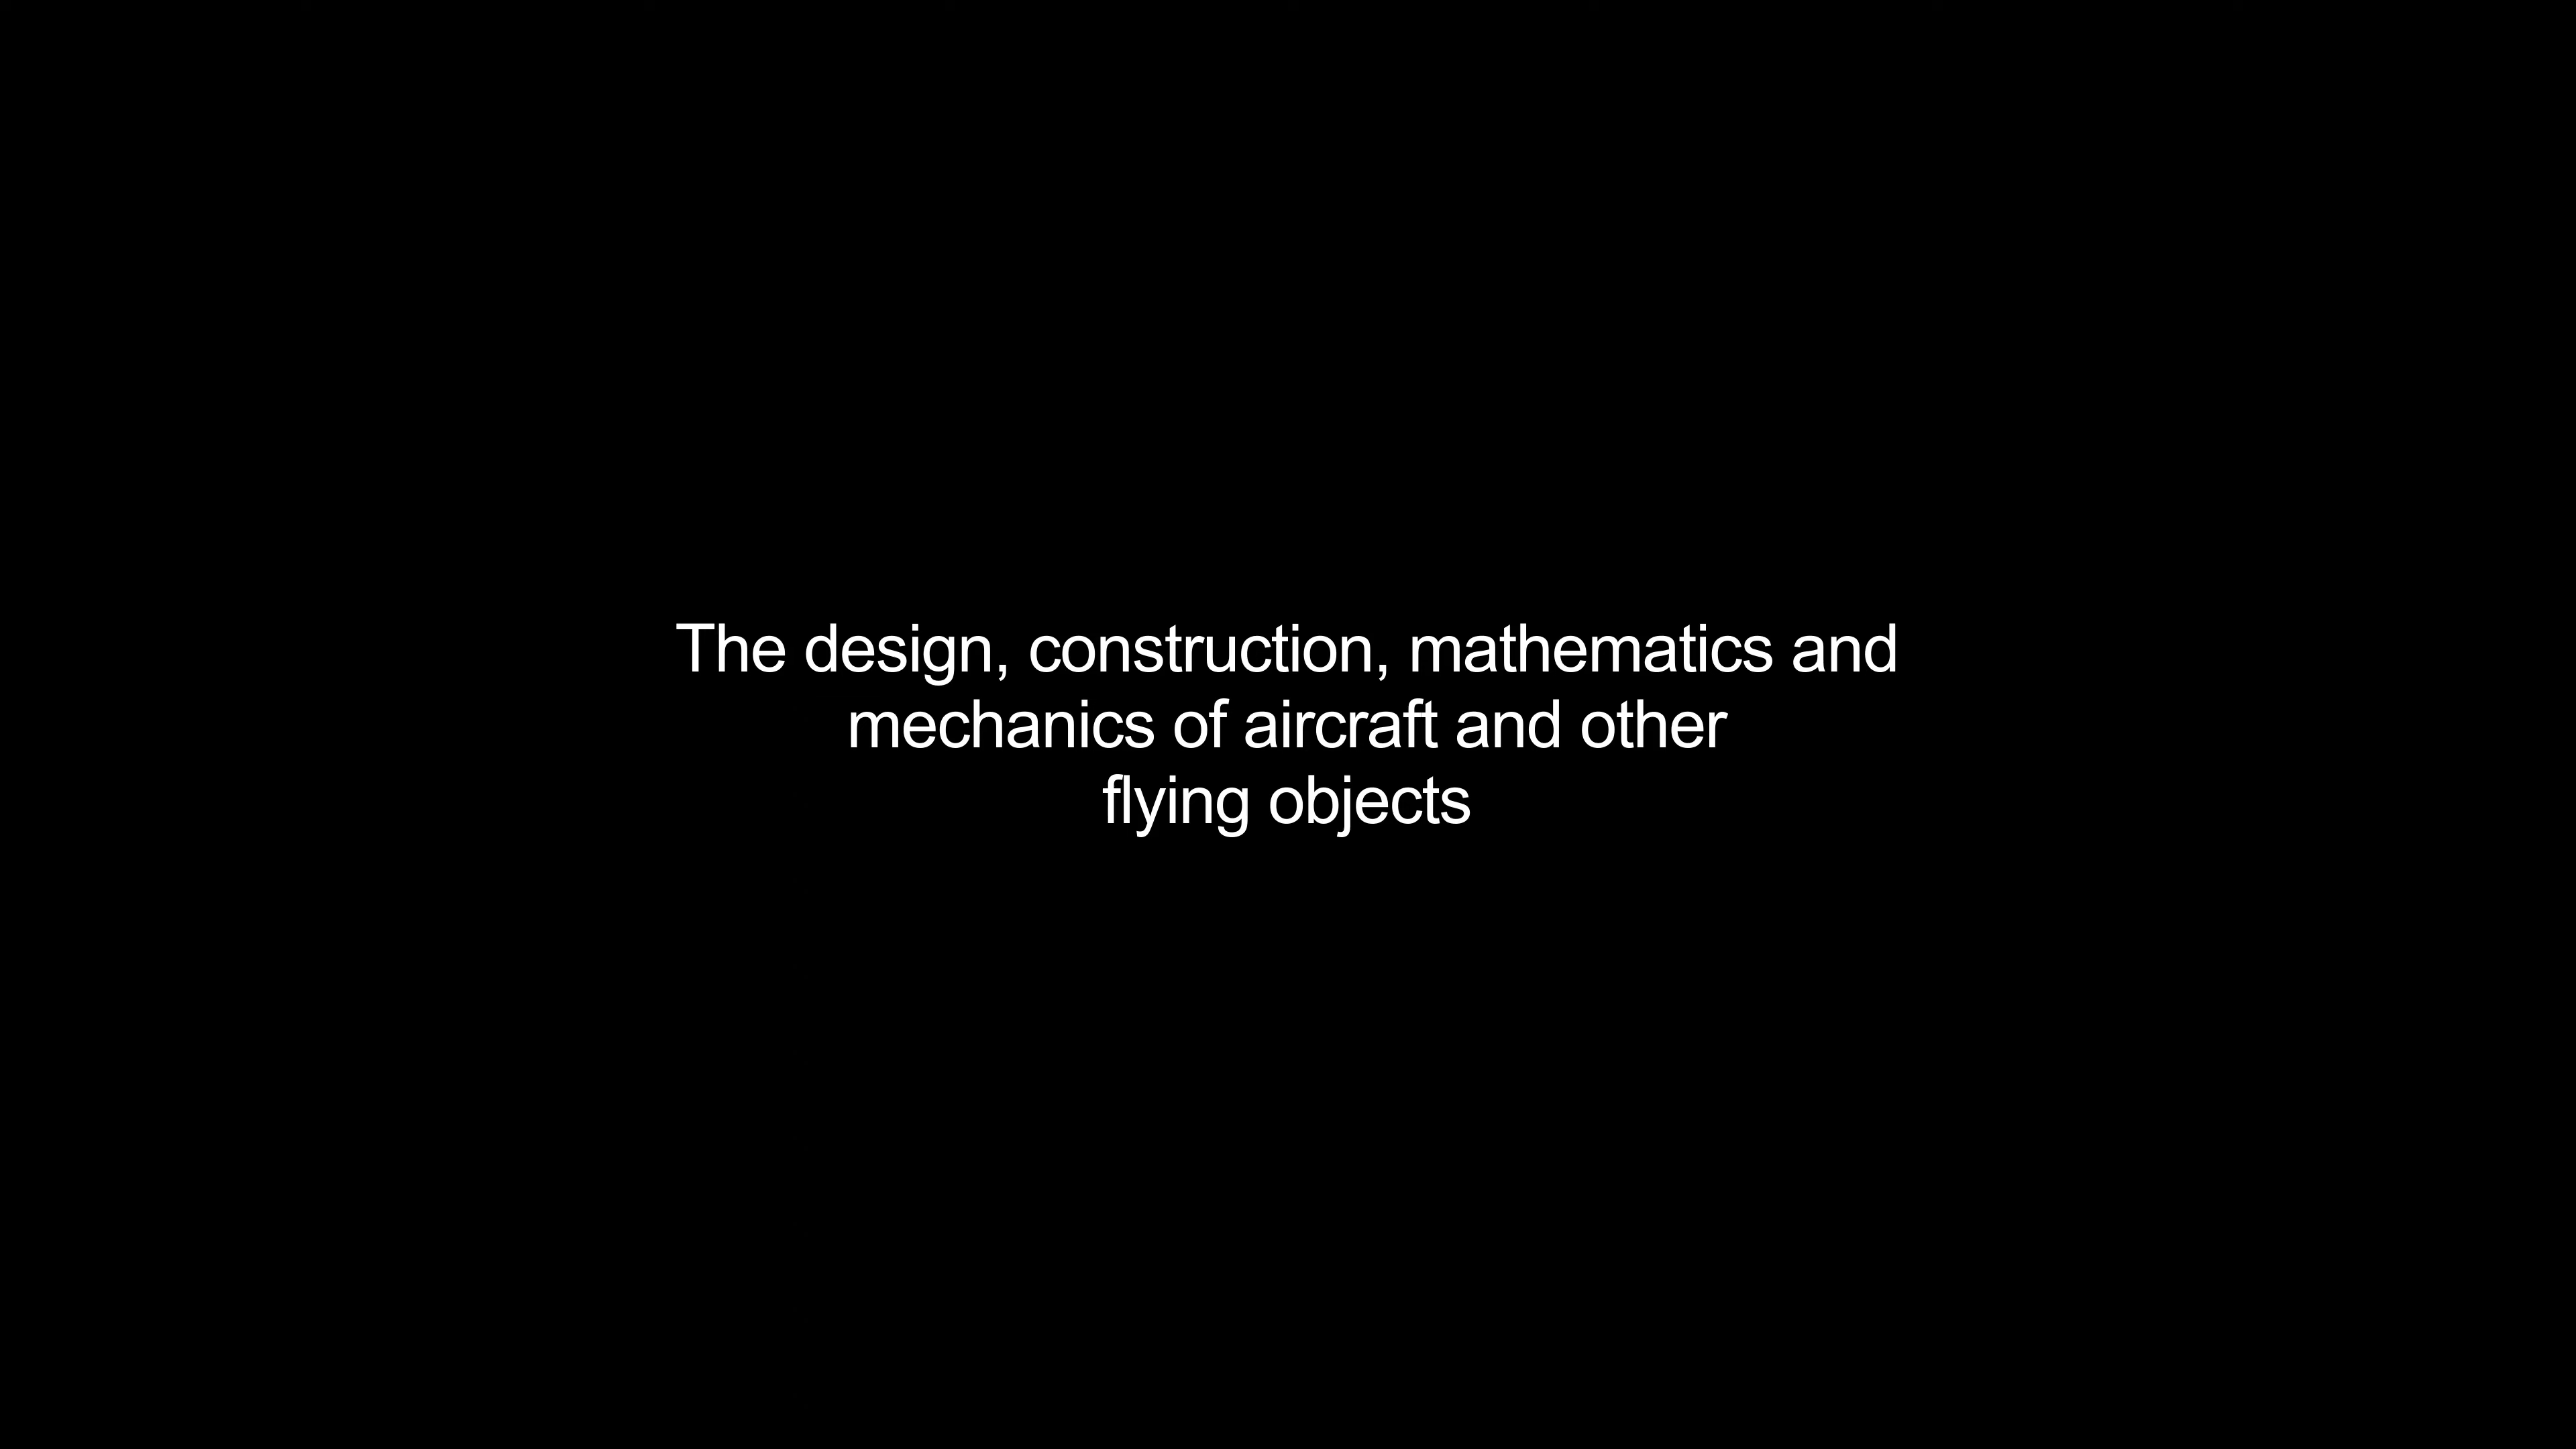 The design, construction, mathematics and
mechanics of aircraft and other
flying objects